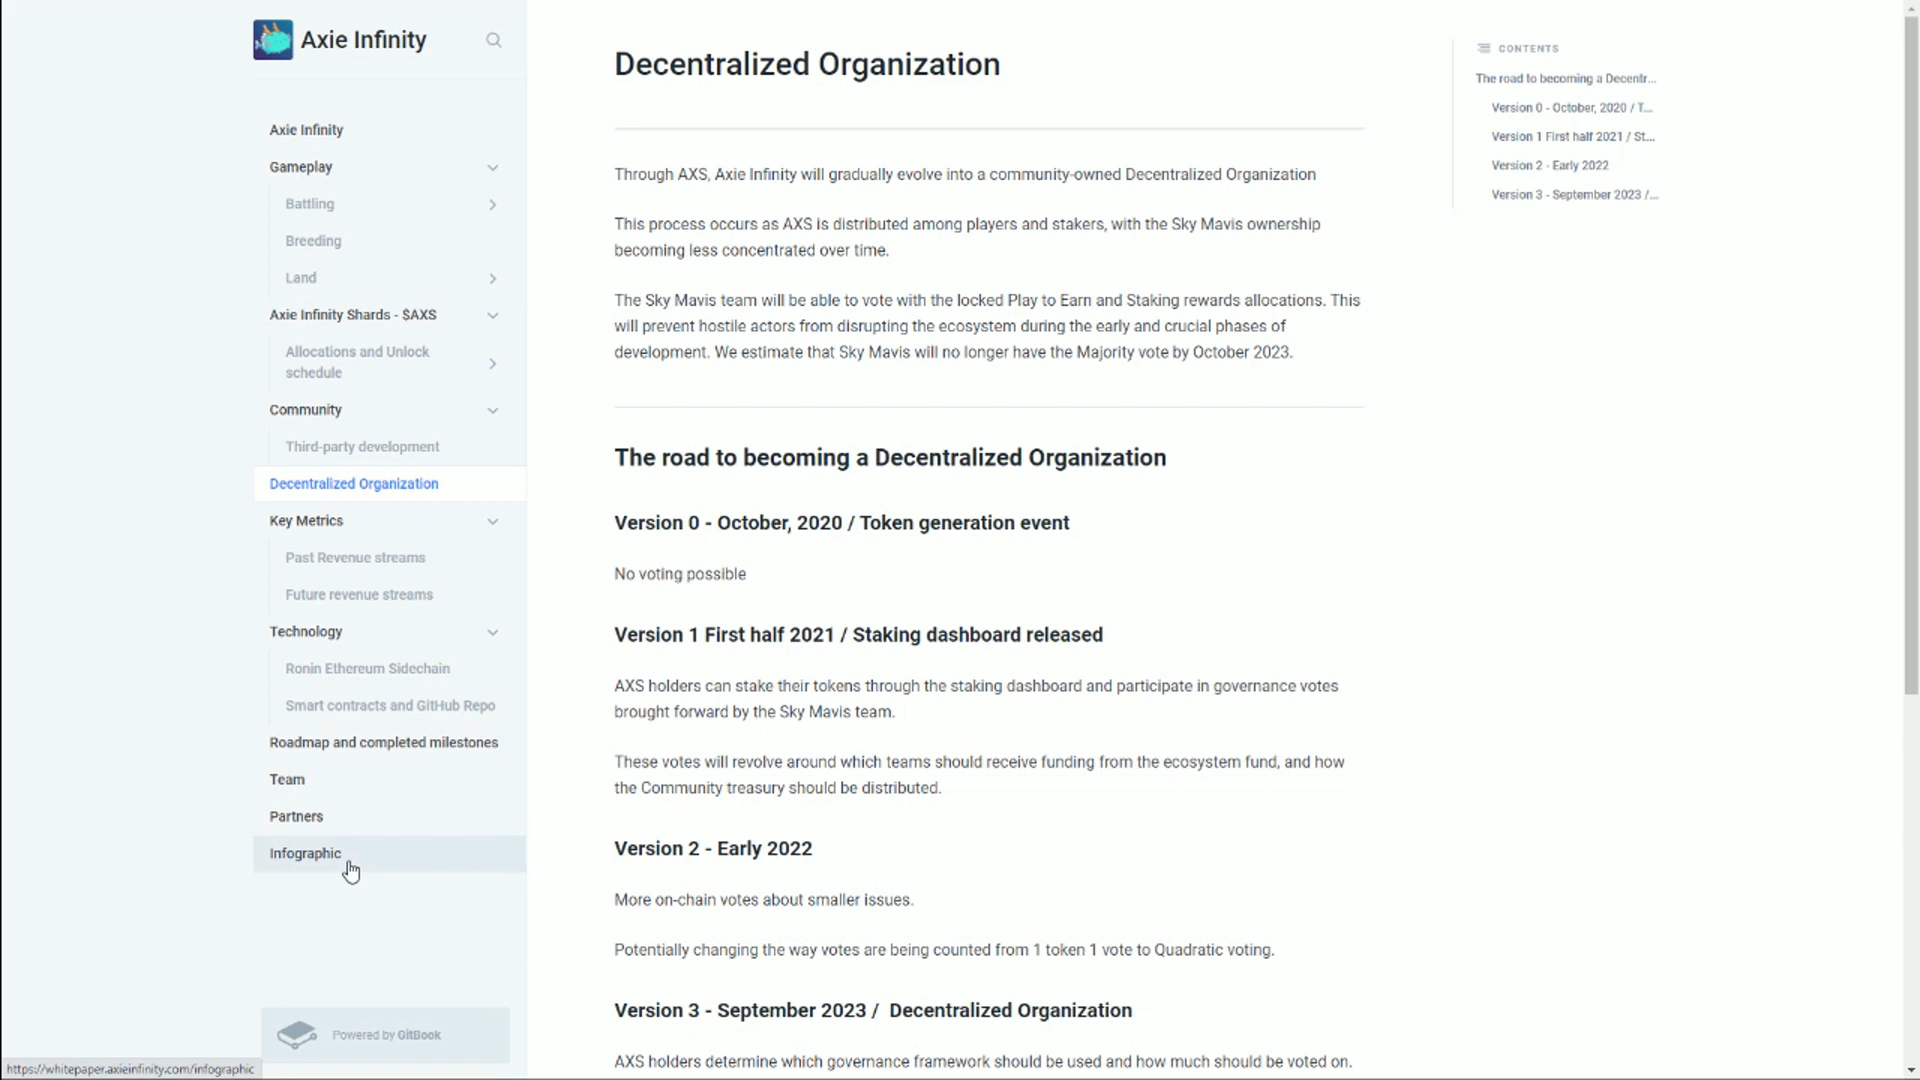 Axie Infinity
Axie Infinity
Gameplay
Battling
Breeding
Land
Axie Infinity Shards - $AXS
Allocations and Unlock
schedule
Community
Third-party development
Decentralized Organization
Key Metrics
Past Revenue streams
Future revenue streams
Technology
Ronin Ethereum Sidechain
Smart contracts and GitHub Repo
Roadmap and completed milestones
Team
Partners
Infographic
Powered by GitBook
https://whitepaper.axieinfinity.com/infographic
Decentralized Organization
Through AXS, Axie Infinity will gradually evolve into a community-owned Decentralized Organization
This process occurs as AXS is distributed among players and stakers, with the Sky Mavis ownership
becoming less concentrated over time.
The Sky Mavis team will be able to vote with the locked Play to Earn and Staking rewards allocations. This
will prevent hostile actors from disrupting the ecosystem during the early and crucial phases of
development. We estimate that Sky Mavis will no longer have the Majority vote by October 2023.
The road to becoming a Decentralized Organization
Version 0 - October, 2020 / Token generation event
No voting possible
Version 1 First half 2021 / Staking dashboard released
AXS holders can stake their tokens through the staking dashboard and participate in governance votes
brought forward by the Sky Mavis team.
These votes will revolve around which teams should receive funding from the ecosystem fund, and how
the Community treasury should be distributed.
Version 2 - Early 2022
More on-chain votes about smaller issues.
Potentially changing the way votes are being counted from 1 token 1 vote to Quadratic voting.
Version 3 - September 2023 / Decentralized Organization
AXS holders determine which governance framework should be used and how much should be voted on.
CONTENTS
The road to becoming a Decentr...
Version 0 - October, 2020 / T...
Version 1 First half 2021 / St...
Version 2 - Early 2022
Version 3 - September 2023 /...